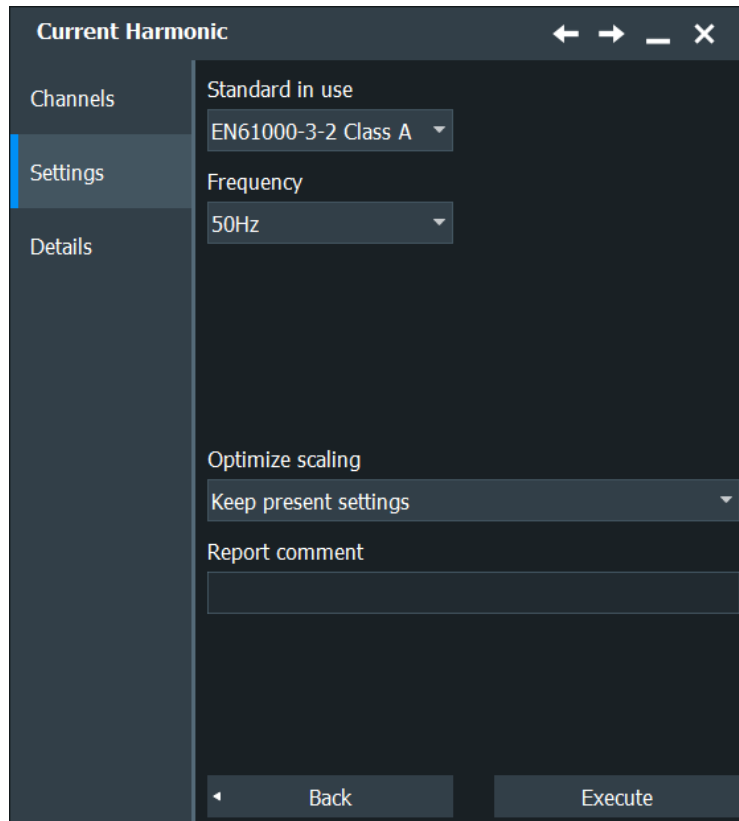 Current Harmonic
Channels
Settings
Details
Standard in use
EN61000-3-2 Class A
Frequency
50Hz
Optimize scaling
Keep present settings
Report comment
Back
Execute